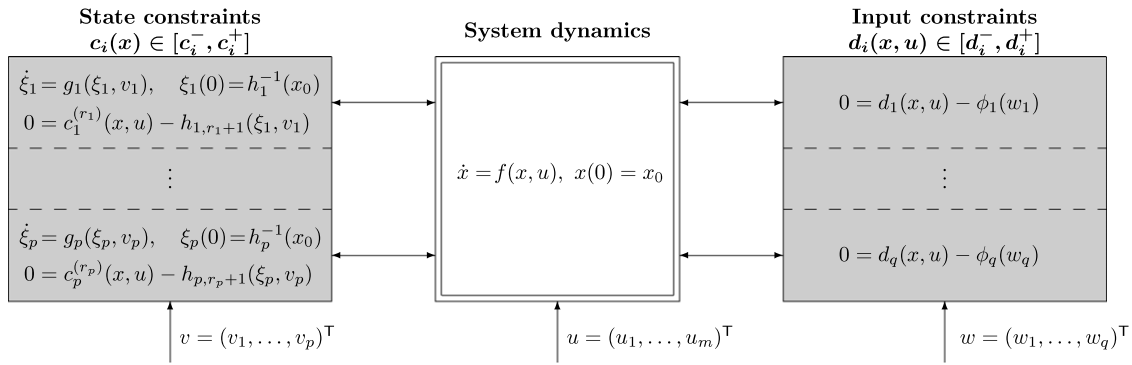 State constraints
c_i(x) ∈ [c_i^-, c_i^+]
ξ̇_1 = g_1(ξ_1, v_1), ξ_1(0) = h_1^{-1}(x_0)
0 = c_1^{(r_1)}(x, u) − h_{1,r_1+1}(ξ_1, v_1)
⋮
ξ̇_p = g_p(ξ_p, v_p), ξ_p(0) = h_p^{-1}(x_0)
0 = c_p^{(r_p)}(x, u) − h_{p,r_p+1}(ξ_p, v_p)
v = (v_1, …, v_p)^T
System dynamics
ẋ = f(x, u), x(0) = x_0
u = (u_1, …, u_m)^T
Input constraints
d_i(x, u) ∈ [d_i^-, d_i^+]
0 = d_1(x, u) − ϕ_1(w_1)
⋮
0 = d_q(x, u) − ϕ_q(w_q)
w = (w_1, …, w_q)^T